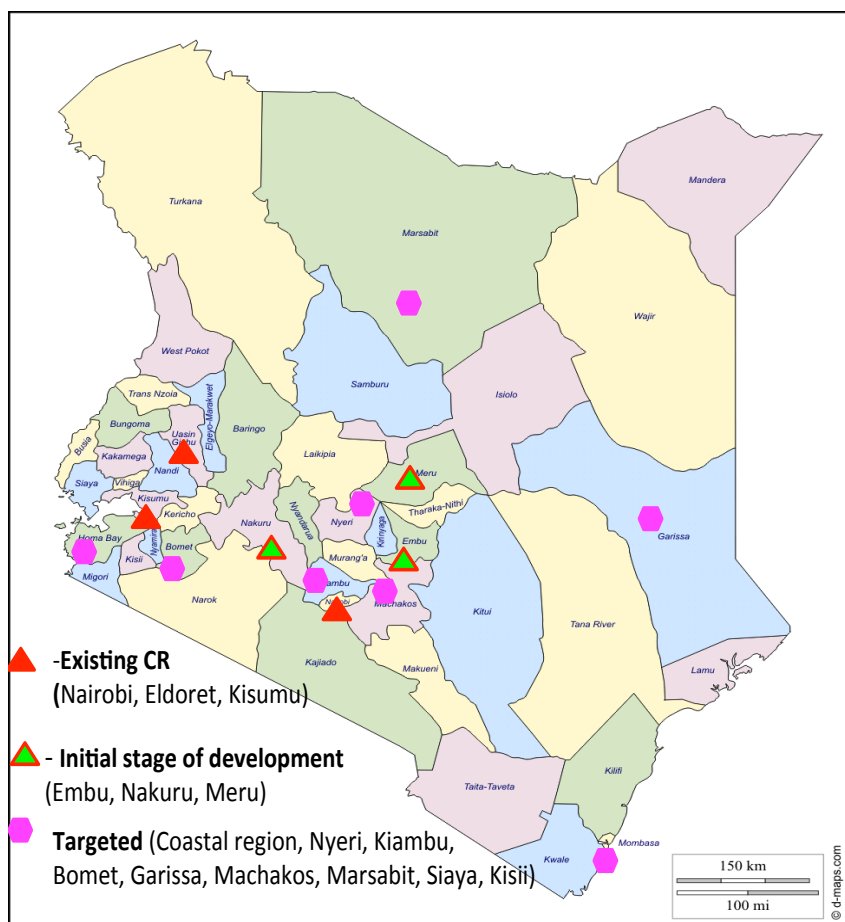 Turkana
Mandera
Marsabit
Wajir
West Pokot
Samburu
Isiolo
Trans Nzoia
Elgeyo-Marakwet
Bungoma
Uasin
Gishu
Baringo
Busia
Kakamega
Laikipia
Nandi
Meru
Siaya
Vihiga
Kisumu
Tharaka-Nithi
Kericho
Nyandarua
Nyeri
Kirinyaga
Garissa
Nakuru
Homa Bay
Nyamira
Bomet
Embu
Kisii
Murang'a
Migori
Kiambu
Narok
Nairobi
Machakos
Kitui
Tana River
Kajiado
Makueni
Lamu
Taita-Taveta
Kilifi
Mombasa
Kwale
-Existing CR
(Nairobi, Eldoret, Kisumu)
- Initial stage of development
(Embu, Nakuru, Meru)
Targeted (Coastal region, Nyeri, Kiambu,
Bomet, Garissa, Machakos, Marsabit, Siaya, Kisii)
150 km
100 mi
© d-maps.com